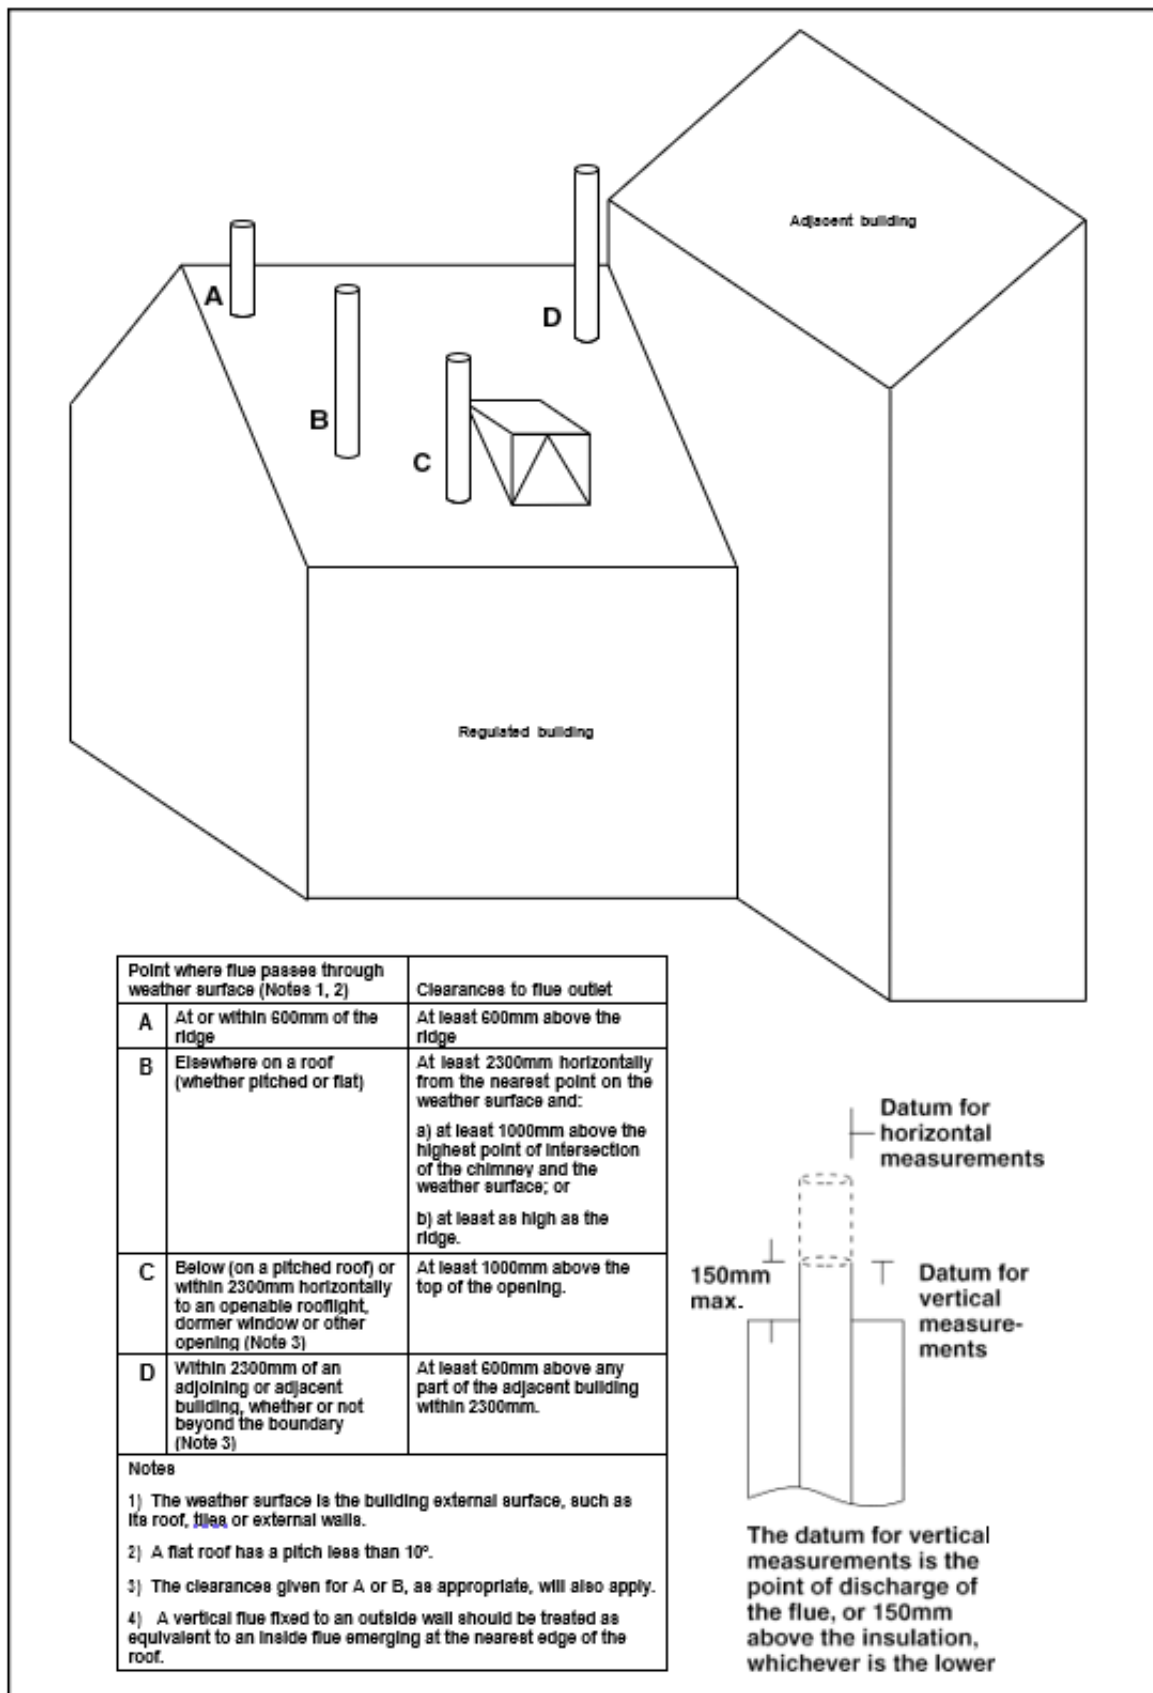 Adjacent building
A
D
B
C
Regulated building
Point where flue passes through
weather surface (Notes 1, 2)
Clearances to flue outlet
A
At or within 600mm of the
ridge
At least 600mm above the
ridge
B
Elsewhere on a roof
(whether pitched or flat)
At least 2300mm horizontally
from the nearest point on the
weather surface and:
a) at least 1000mm above the
highest point of intersection
of the chimney and the
weather surface; or
b) at least as high as the
ridge.
C
Below (on a pitched roof) or
within 2300mm horizontally
to an openable rooflight,
dormer window or other
opening (Note 3)
At least 1000mm above the
top of the opening.
D
Within 2300mm of an
adjoining or adjacent
building, whether or not
beyond the boundary
(Note 3)
At least 600mm above any
part of the adjacent building
within 2300mm.
Notes
1) The weather surface is the building external surface, such as
its roof, tiles or external walls.
2) A flat roof has a pitch less than 10º.
3) The clearances given for A or B, as appropriate, will also apply.
4) A vertical flue fixed to an outside wall should be treated as
equivalent to an inside flue emerging at the nearest edge of the
roof.
Datum for
horizontal
measurements
150mm
max.
Datum for
vertical
measure-
ments
The datum for vertical
measurements is the
point of discharge of
the flue, or 150mm
above the insulation,
whichever is the lower